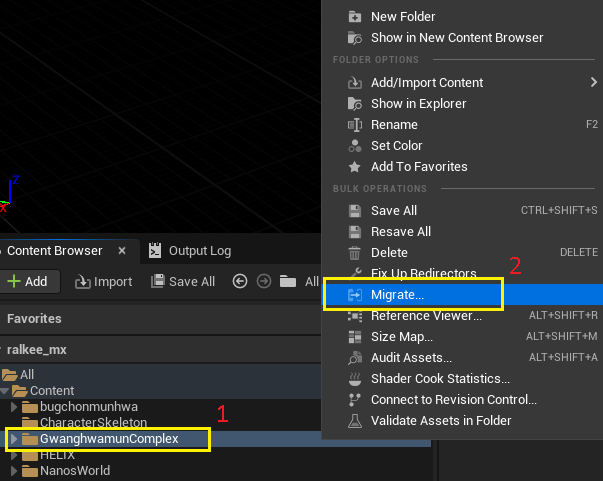 New Folder
Show in New Content Browser
FOLDER OPTIONS
Add/Import Content
Show in Explorer
Rename F2
Set Color
Add To Favorites
BULK OPERATIONS
Save All CTRL+SHIFT+S
Resave All
Delete DELETE
Fix Up Redirectors
2
Migrate...
Reference Viewer... ALT+SHIFT+R
Size Map... ALT+SHIFT+M
Audit Assets... ALT+SHIFT+A
Shader Cook Statistics...
Connect to Revision Control...
Validate Assets in Folder
Z
X
Content Browser × Output Log
+ Add Import Save All All
Favorites
ralkee_mx
All
Content
bugchonmunhwa
CharacterSkeleton
1
GwanghwamunComplex
HELIX
NanosWorld